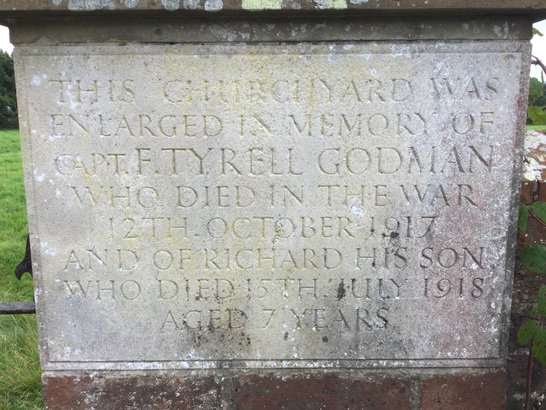 THIS CHURCHYARD WAS
ENLARGED IN MEMORY OF
CAPT. F. TYRELL GODMAN
WHO DIED IN THE WAR
12TH. OCTOBER 1917
AND OF RICHARD HIS SON
WHO DIED 15TH. JULY 1918
AGED 7 YEARS